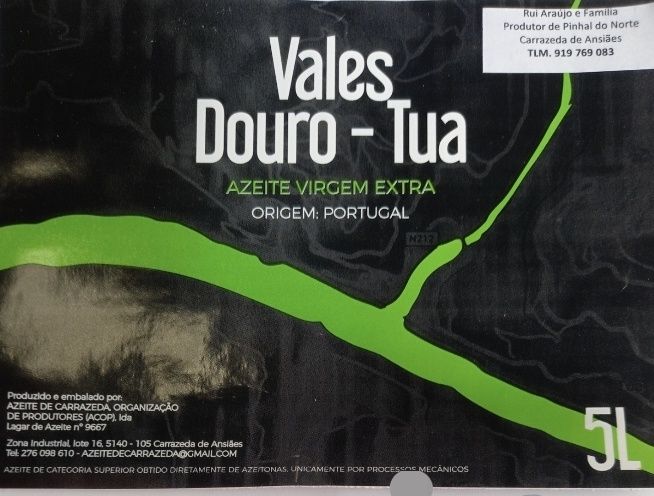 Rui Araújo e Família
Produtor de Pinhal do Norte
Carrazeda de Ansiães
TLM. 919 769 083
Vales
Douro - Tua
AZEITE VIRGEM EXTRA
ORIGEM: PORTUGAL
N212
Produzido e embalado por:
AZEITE DE CARRAZEDA, ORGANIZAÇÃO
DE PRODUTORES (ACOP), lda
Lagar de Azeite nº 9667
Zona Industrial, lote 16, 5140 - 105 Carrazeda de Ansiães
Tel: 276 098 610 - AZEITEDECARRAZEDA@GMAIL.COM
5L
AZEITE DE CATEGORIA SUPERIOR OBTIDO DIRETAMENTE DE AZEITONAS, UNICAMENTE POR PROCESSOS MECÂNICOS